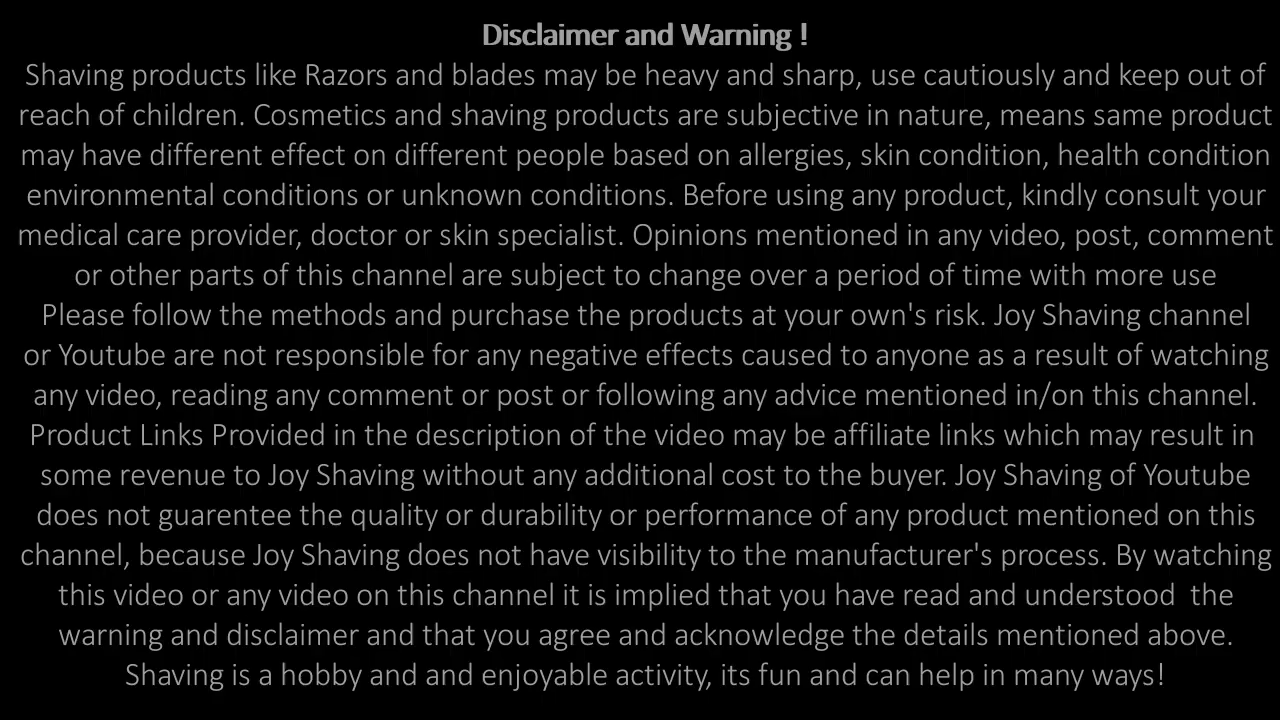 Disclaimer and Warning !
Shaving products like Razors and blades may be heavy and sharp, use cautiously and keep out of
reach of children. Cosmetics and shaving products are subjective in nature, means same product
may have different effect on different people based on allergies, skin condition, health condition
environmental conditions or unknown conditions. Before using any product, kindly consult your
medical care provider, doctor or skin specialist. Opinions mentioned in any video, post, comment
or other parts of this channel are subject to change over a period of time with more use
Please follow the methods and purchase the products at your own's risk. Joy Shaving channel
or Youtube are not responsible for any negative effects caused to anyone as a result of watching
any video, reading any comment or post or following any advice mentioned in/on this channel.
Product Links Provided in the description of the video may be affiliate links which may result in
some revenue to Joy Shaving without any additional cost to the buyer. Joy Shaving of Youtube
does not guarentee the quality or durability or performance of any product mentioned on this
channel, because Joy Shaving does not have visibility to the manufacturer's process. By watching
this video or any video on this channel it is implied that you have read and understood  the
warning and disclaimer and that you agree and acknowledge the details mentioned above.
Shaving is a hobby and and enjoyable activity, its fun and can help in many ways!